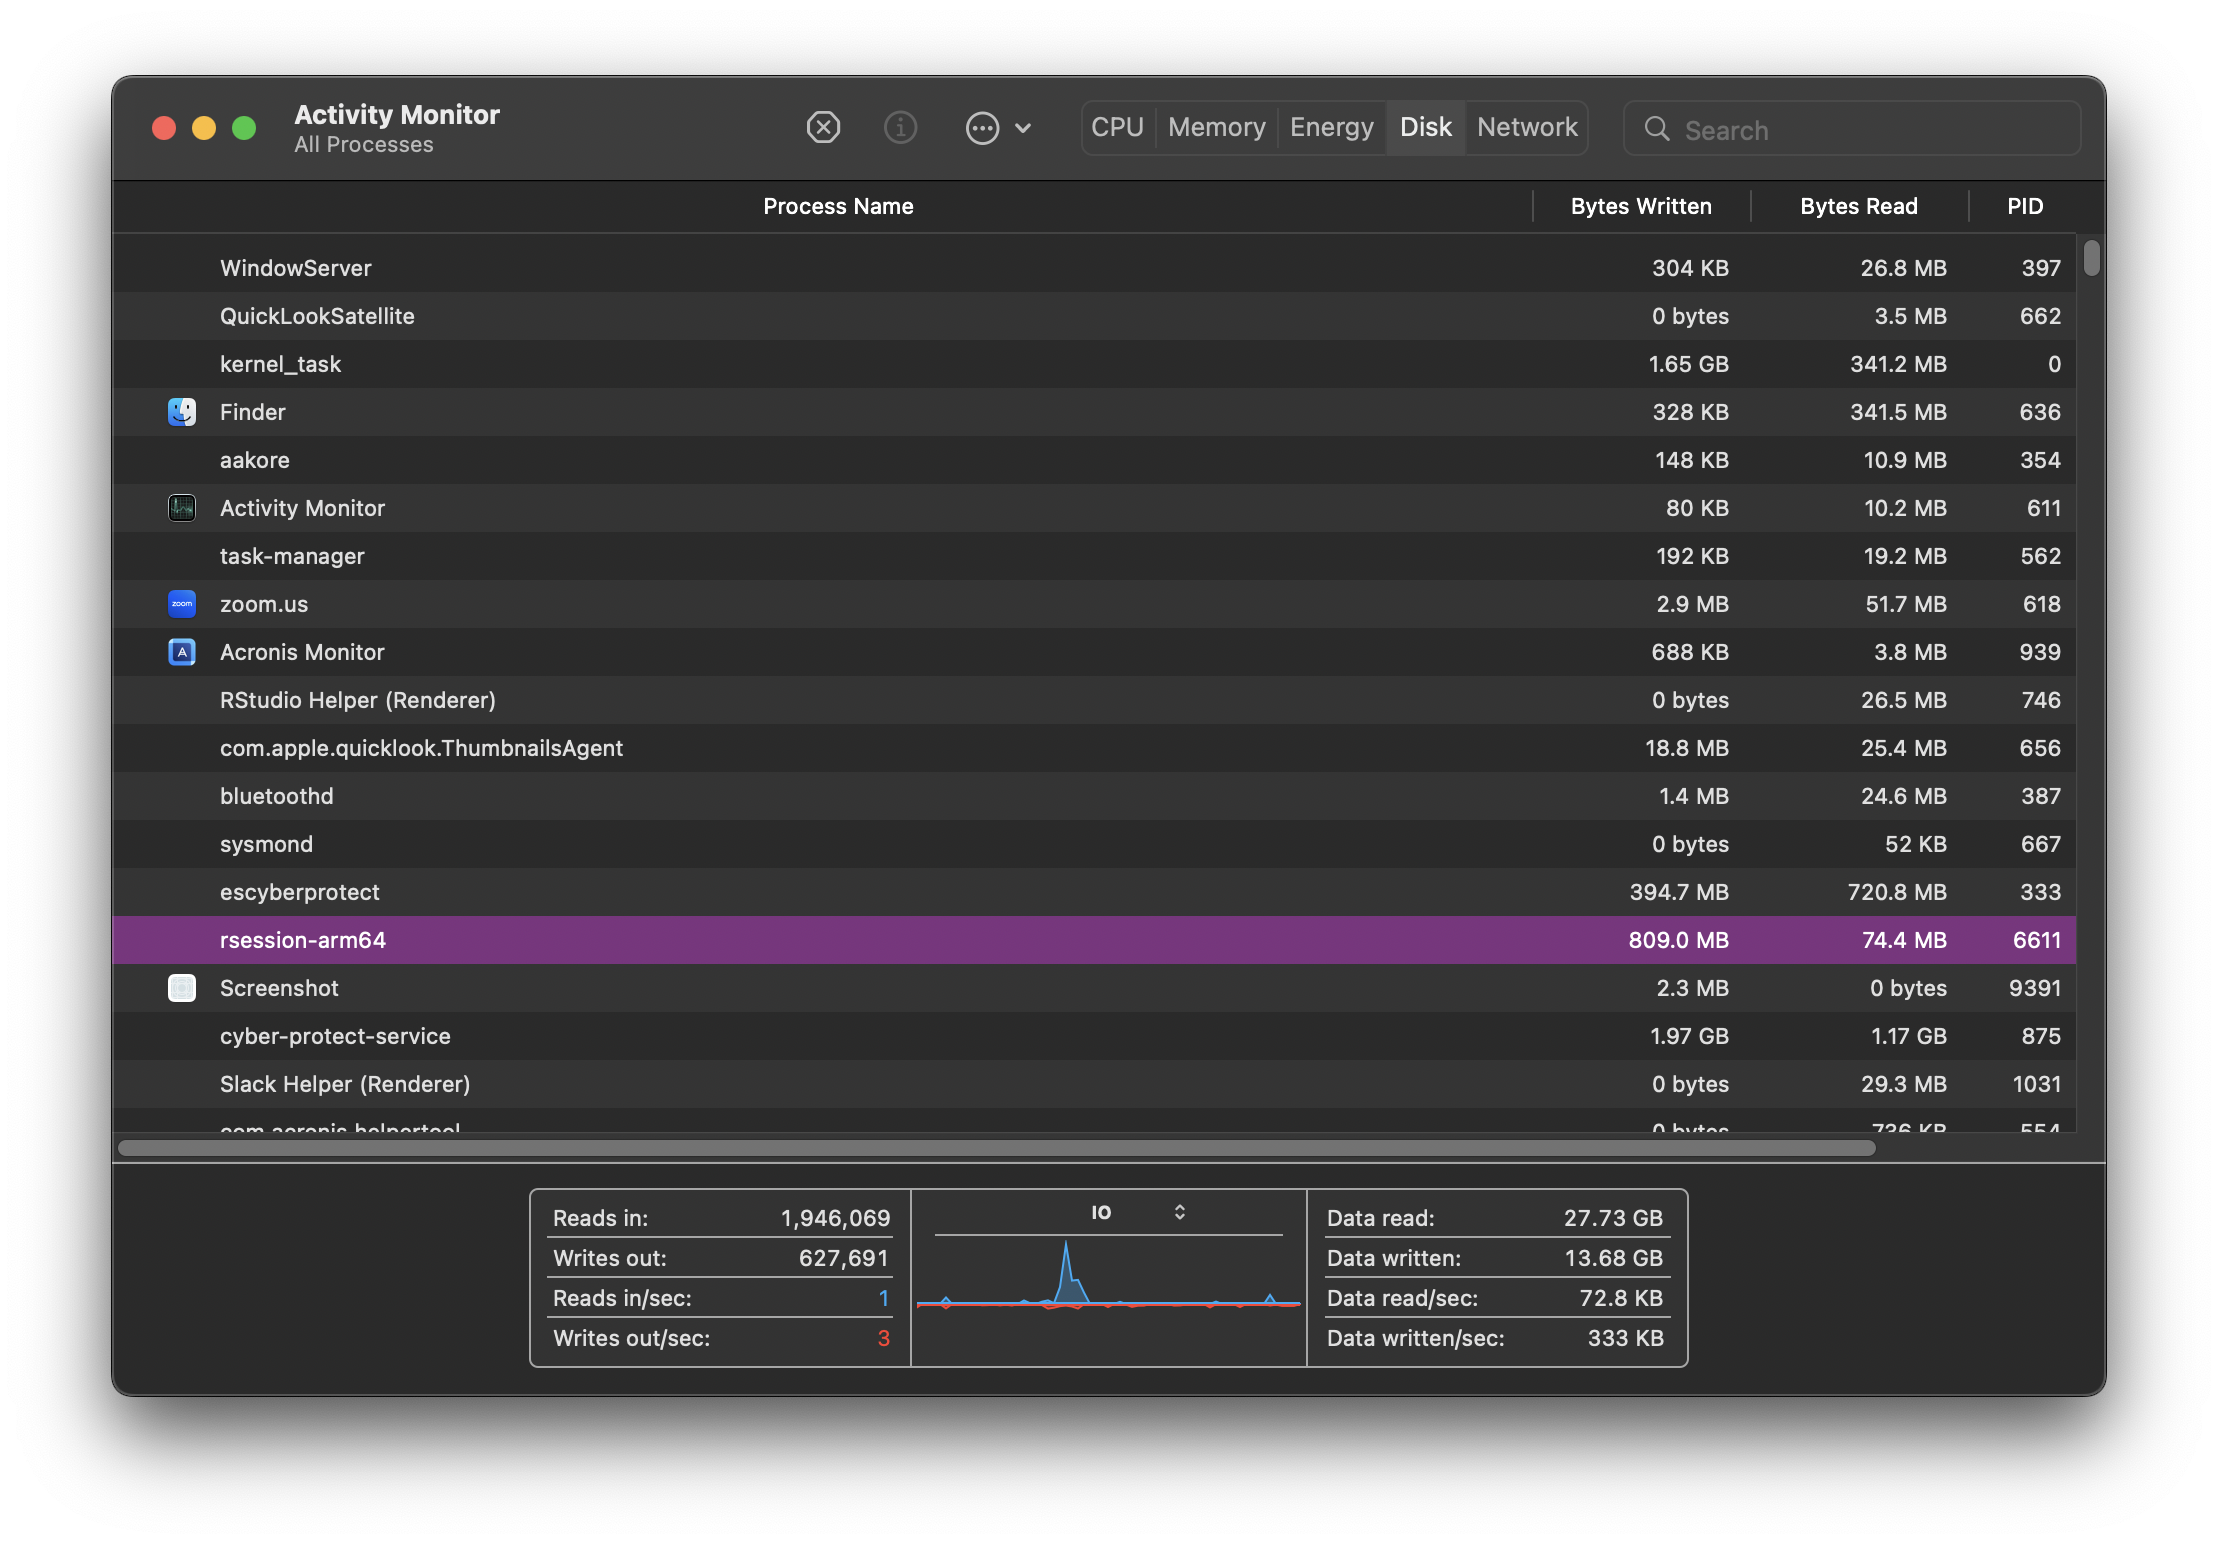 Activity Monitor
All Processes
CPU Memory Energy Disk Network
Search
Process Name Bytes Written Bytes Read PID
WindowServer 304 KB 26.8 MB 397
QuickLookSatellite 0 bytes 3.5 MB 662
kernel_task 1.65 GB 341.2 MB 0
Finder 328 KB 341.5 MB 636
aakore 148 KB 10.9 MB 354
Activity Monitor 80 KB 10.2 MB 611
task-manager 192 KB 19.2 MB 562
zoom zoom.us 2.9 MB 51.7 MB 618
A Acronis Monitor 688 KB 3.8 MB 939
RStudio Helper (Renderer) 0 bytes 26.5 MB 746
com.apple.quicklook.ThumbnailsAgent 18.8 MB 25.4 MB 656
bluetoothd 1.4 MB 24.6 MB 387
sysmond 0 bytes 52 KB 667
escyberprotect 394.7 MB 720.8 MB 333
rsession-arm64 809.0 MB 74.4 MB 6611
Screenshot 2.3 MB 0 bytes 9391
cyber-protect-service 1.97 GB 1.17 GB 875
Slack Helper (Renderer) 0 bytes 29.3 MB 1031
com.acronis.helpertool 0 bytes 736 KB 554
Reads in: 1,946,069 IO Data read: 27.73 GB
Writes out: 627,691 Data written: 13.68 GB
Reads in/sec: 1 Data read/sec: 72.8 KB
Writes out/sec: 3 Data written/sec: 333 KB